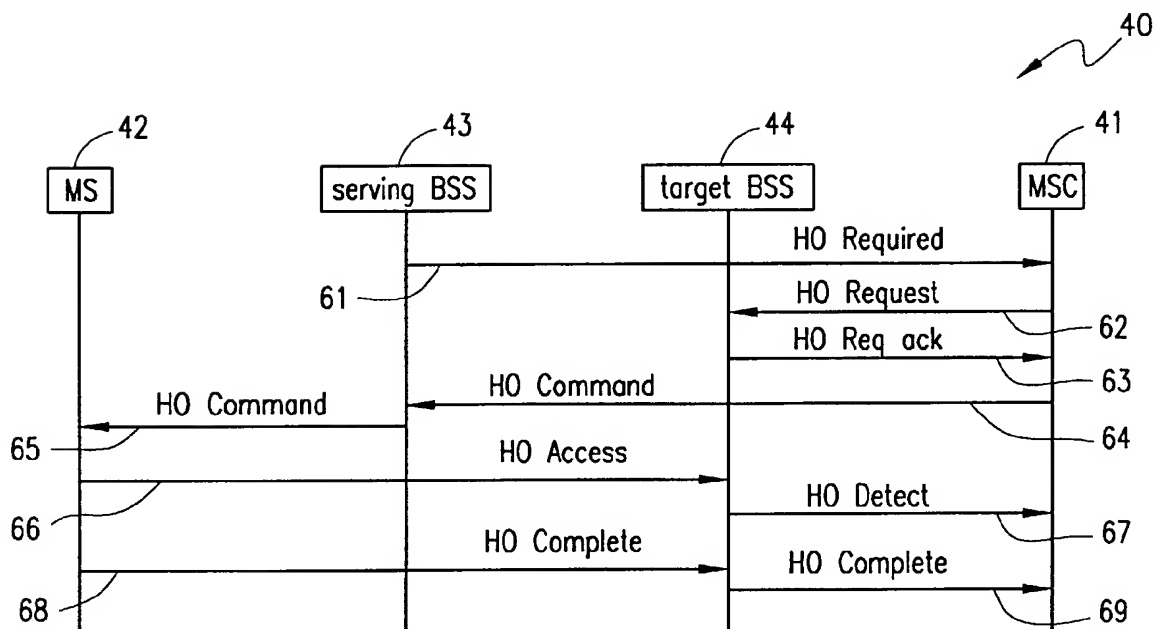 40
42
43
44
41
MS
serving BSS
target BSS
MSC
HO Required
61
HO Request
62
HO Req ack
63
HO Command
64
HO Command
65
HO Access
66
HO Detect
67
HO Complete
68
HO Complete
69